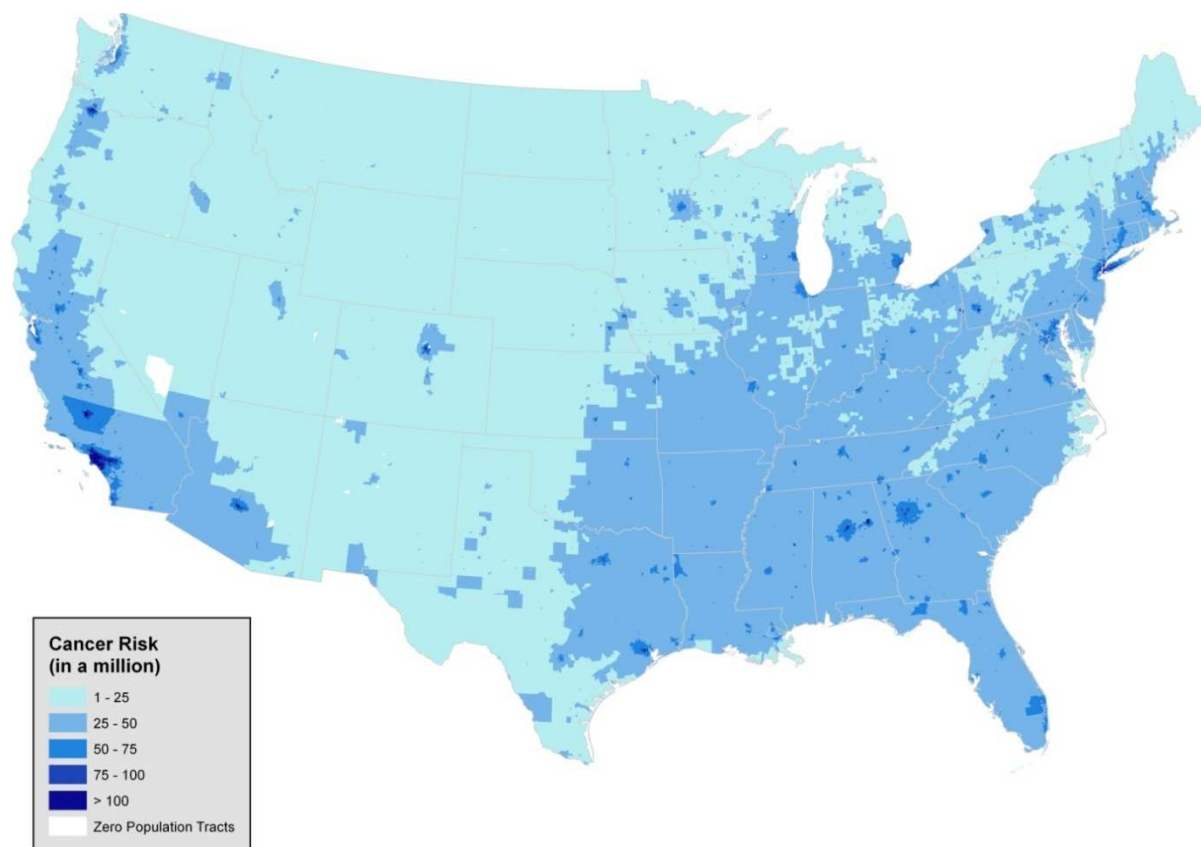 Cancer Risk
(in a million)
1 - 25
25 - 50
50 - 75
75 - 100
> 100
Zero Population Tracts